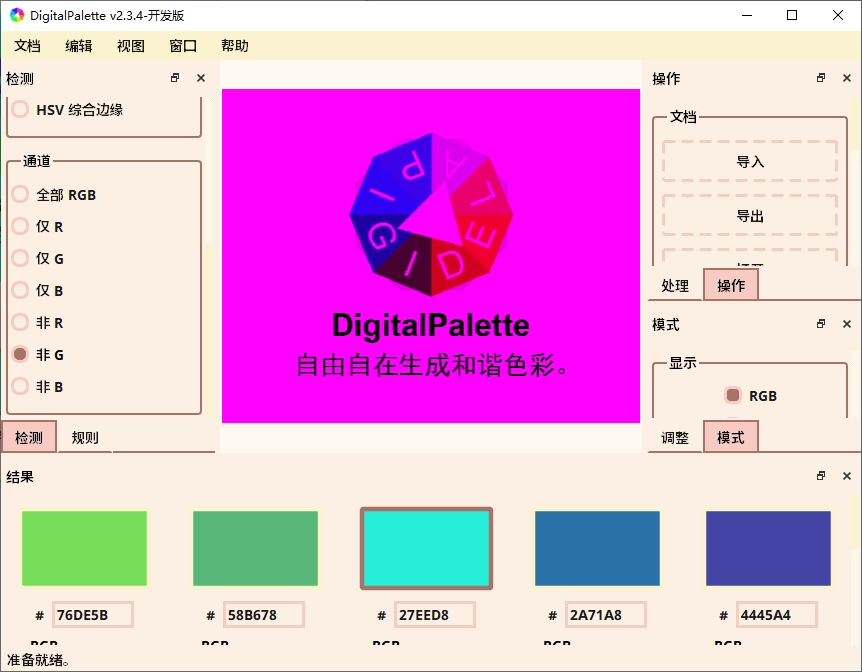 DigitalPalette v2.3.4-开发版
文档 编辑 视图 窗口 帮助
检测
HSV 综合边缘
通道
全部 RGB
仅 R
仅 G
仅 B
非 R
非 G
非 B
检测 规则
DIGITAL PALE
DigitalPalette
自由自在生成和谐色彩。
操作
文档
导入
导出
处理 操作
模式
显示
RGB
调整 模式
结果
# 76DE5B # 58B678 # 27EED8 # 2A71A8 # 4445A4
RGB RGB RGB RGB RGB
准备就绪。